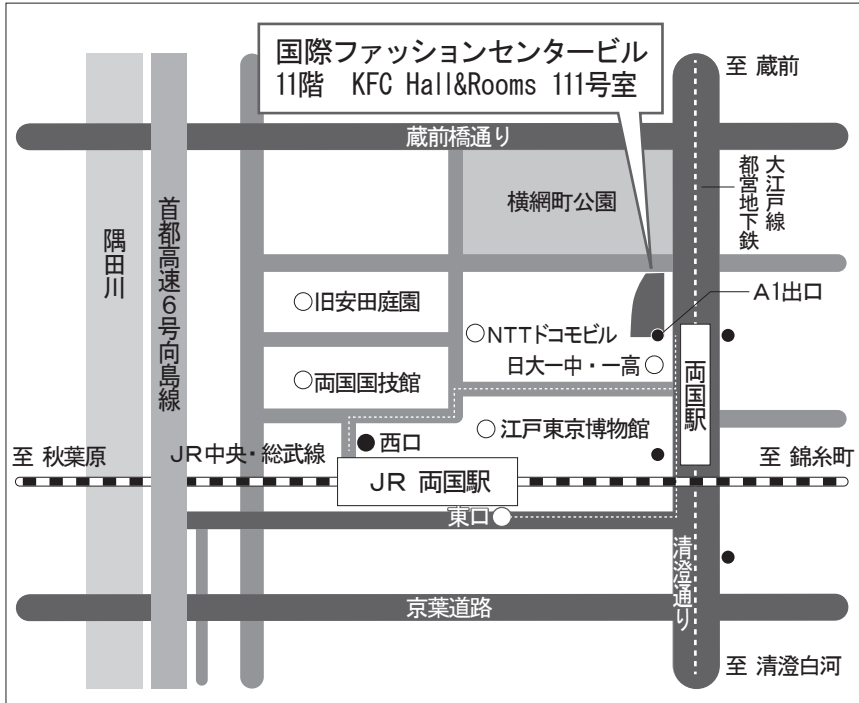 国際ファッションセンタービル
11階 KFC Hall&Rooms 111号室
至 蔵前
蔵前橋通り
大江戸線
都営地下鉄
横網町公園
首都高速6号向島線
隅田川
A1出口
○旧安田庭園
○NTTドコモビル
日大一中・一高○
両国駅
○両国国技館
○江戸東京博物館
●西口
至 秋葉原
JR中央・総武線
至 錦糸町
JR 両国駅
東口
清澄通り
京葉道路
至 清澄白河